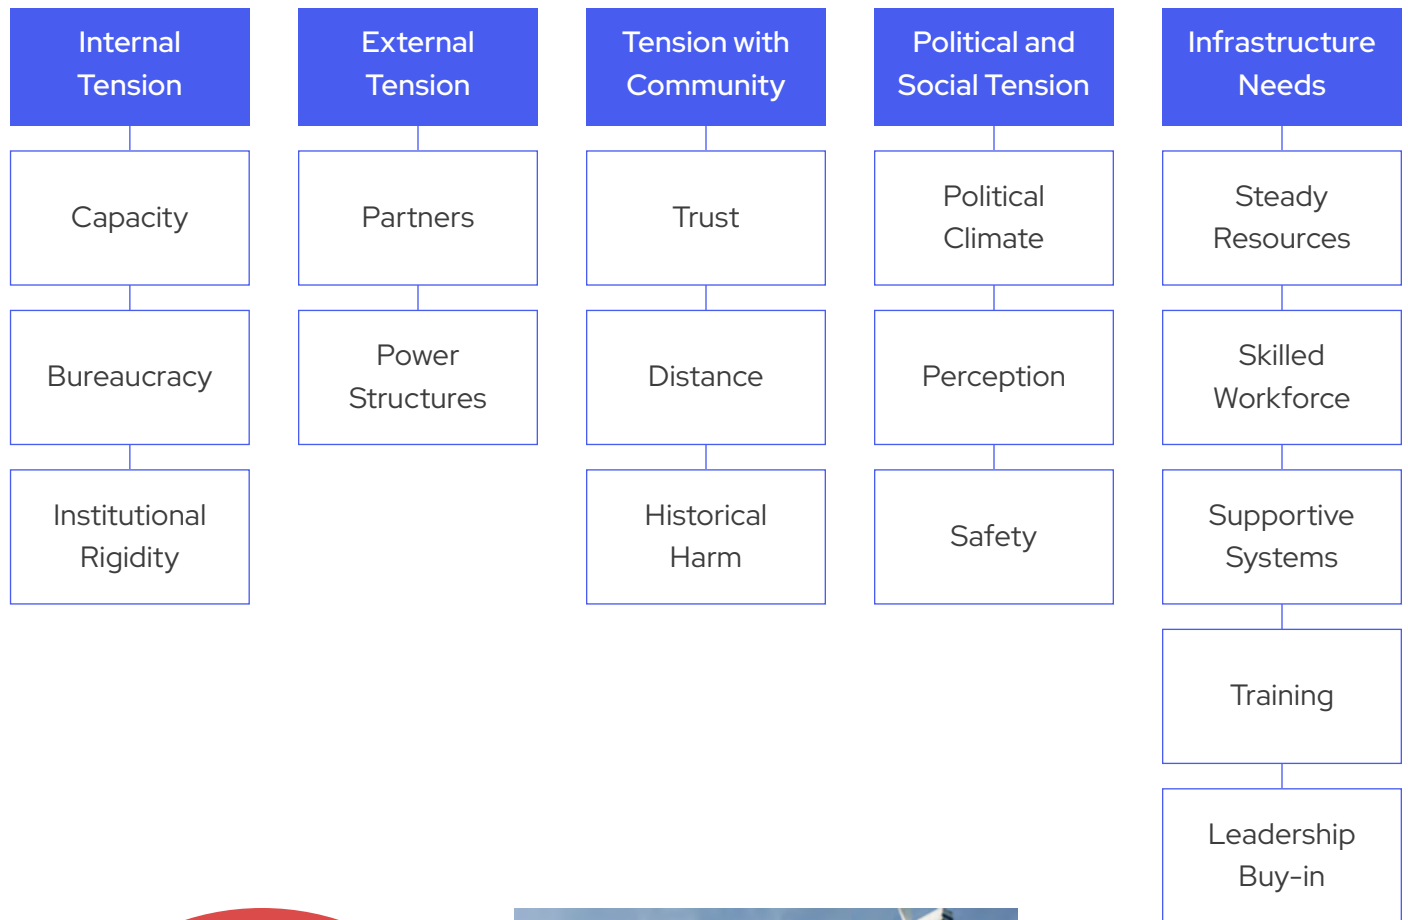 Internal
Tension
Capacity
Bureaucracy
Institutional
Rigidity
External
Tension
Partners
Power
Structures
Tension with
Community
Trust
Distance
Historical
Harm
Political and
Social Tension
Political
Climate
Perception
Safety
Infrastructure
Needs
Steady
Resources
Skilled
Workforce
Supportive
Systems
Training
Leadership
Buy-in